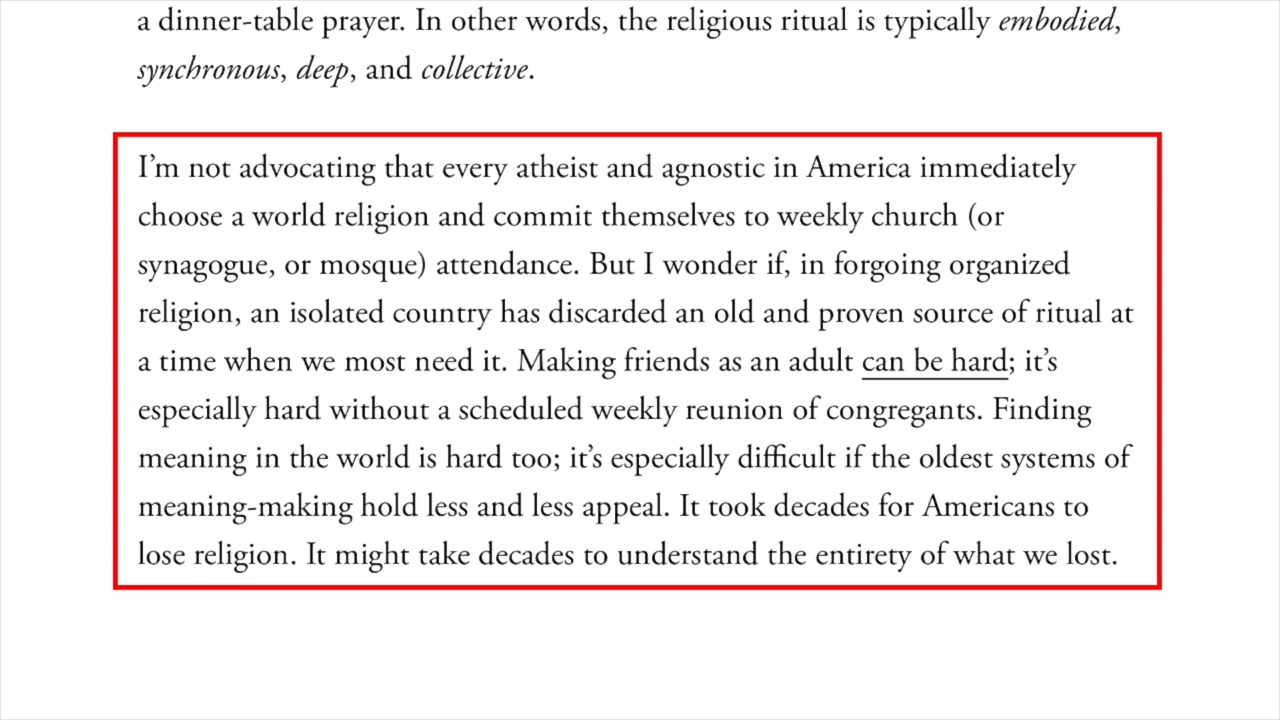 a dinner-table prayer. In other words, the religious ritual is typically embodied,
synchronous, deep, and collective.
I’m not advocating that every atheist and agnostic in America immediately
choose a world religion and commit themselves to weekly church (or
synagogue, or mosque) attendance. But I wonder if, in forgoing organized
religion, an isolated country has discarded an old and proven source of ritual at
a time when we most need it. Making friends as an adult can be hard; it’s
especially hard without a scheduled weekly reunion of congregants. Finding
meaning in the world is hard too; it’s especially difficult if the oldest systems of
meaning-making hold less and less appeal. It took decades for Americans to
lose religion. It might take decades to understand the entirety of what we lost.